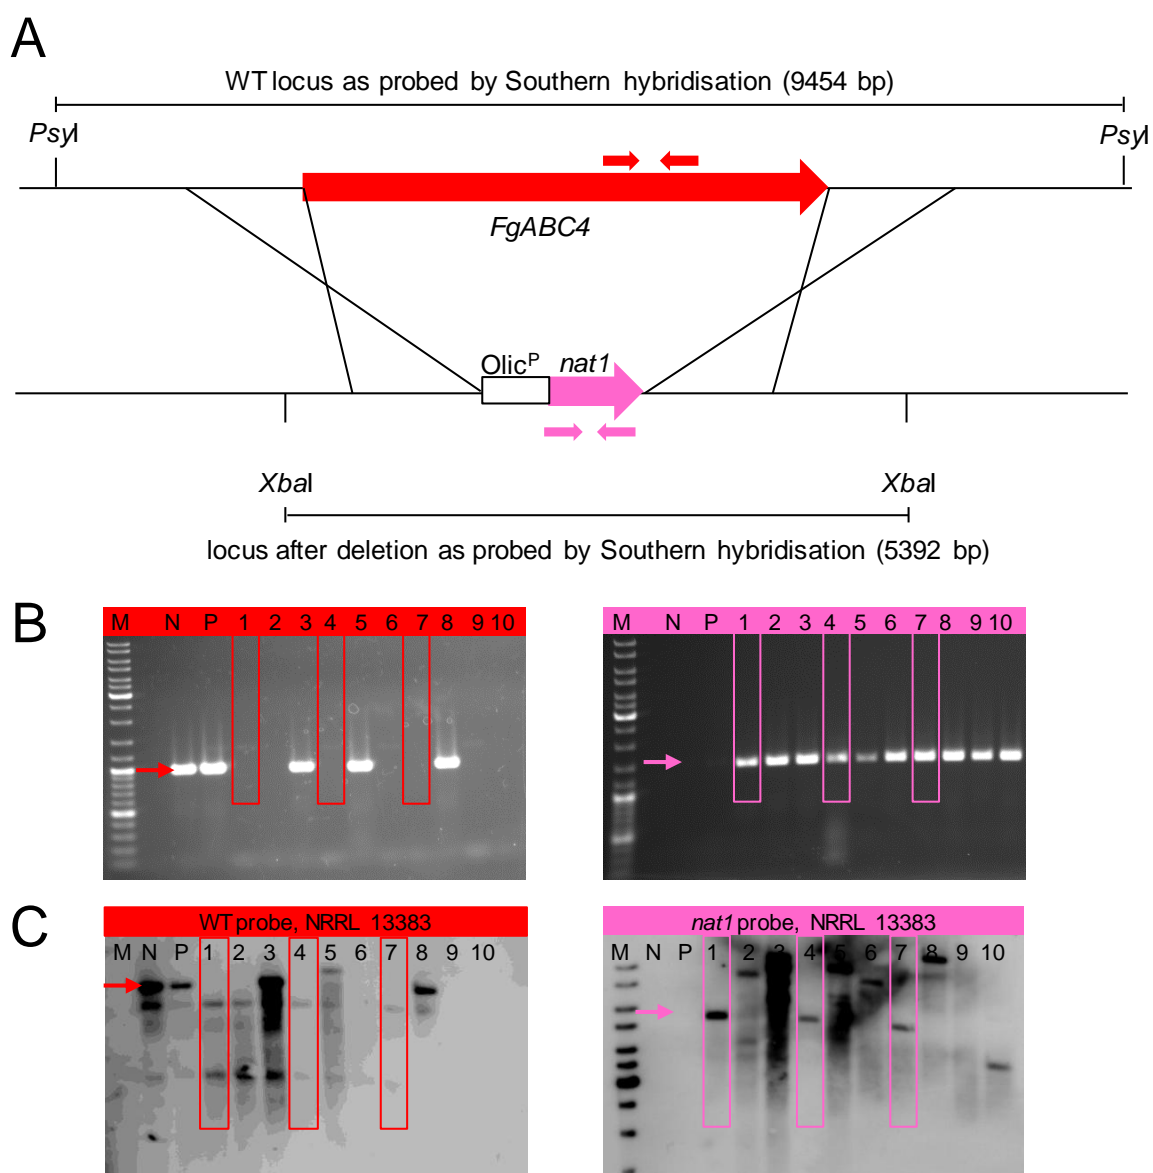 A
WT locus as probed by Southern hybridisation (9454 bp)
PsyI PsyI
FgABC4
Olicᴾ nat1
XbaI XbaI
locus after deletion as probed by Southern hybridisation (5392 bp)
B
M N P 1 2 3 4 5 6 7 8 9 10
M N P 1 2 3 4 5 6 7 8 9 10
C
WT probe, NRRL 13383
M N P 1 2 3 4 5 6 7 8 9 10
nat1 probe, NRRL 13383
M N P 1 2 3 4 5 6 7 8 9 10